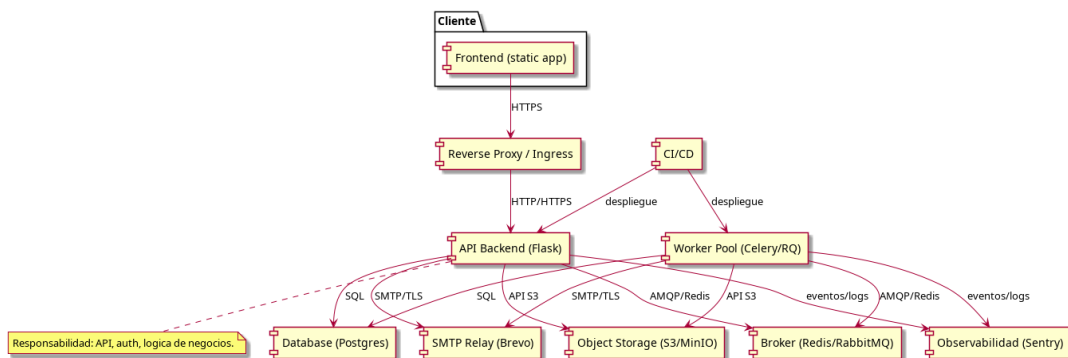 Cliente
Frontend (static app)
HTTPS
Reverse Proxy / Ingress
CI/CD
HTTP/HTTPS
despliegue
despliegue
API Backend (Flask)
Worker Pool (Celery/RQ)
SQL
SMTP/TLS
SQL
API S3
SMTP/TLS
AMQP/Redis
API S3
eventos/logs
AMQP/Redis
eventos/logs
Responsabilidad: API, auth, logica de negocios.
Database (Postgres)
SMTP Relay (Brevo)
Object Storage (S3/MinIO)
Broker (Redis/RabbitMQ)
Observabilidad (Sentry)